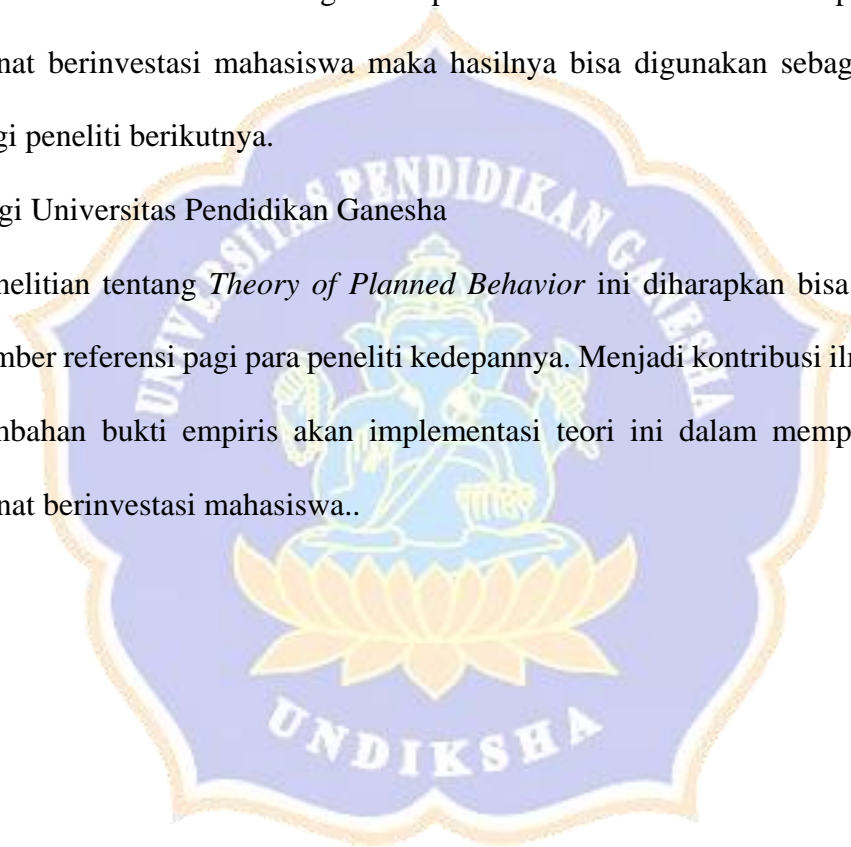 nat berinvestasi mahasiswa maka hasilnya bisa digunakan sebag
gi peneliti berikutnya.
gi Universitas Pendidikan Ganesha
nelitian tentang Theory of Planned Behavior ini diharapkan bisa
mber referensi pagi para peneliti kedepannya. Menjadi kontribusi il
mbahan bukti empiris akan implementasi teori ini dalam memp
nat berinvestasi mahasiswa..
UNIVERSITAS PENDIDIKAN GANESHA
UNDIKSHA